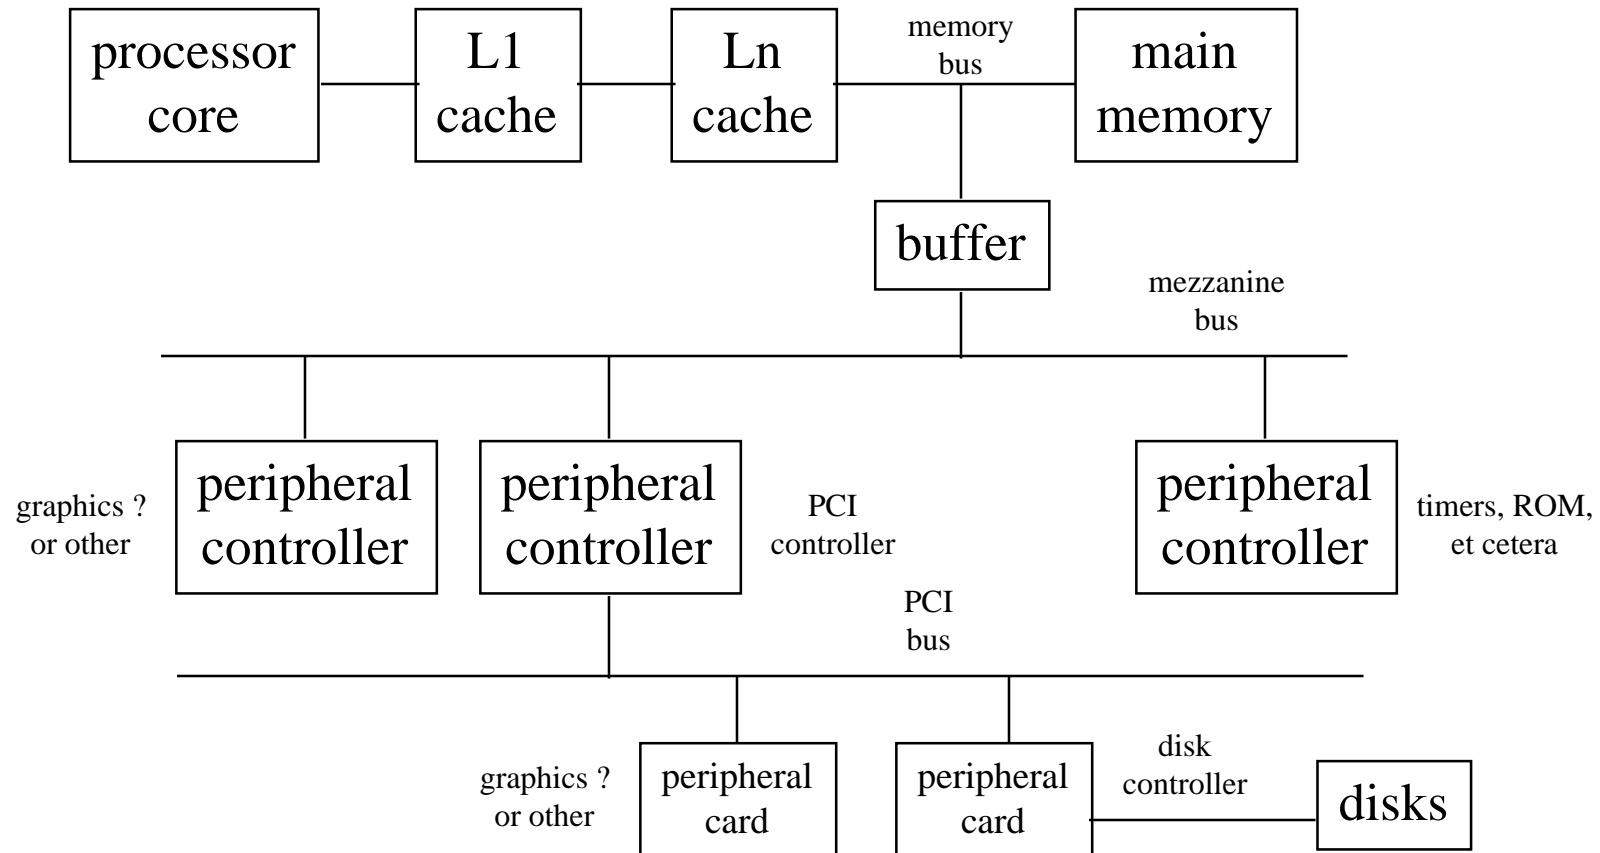 processor
core
L1
cache
Ln
cache
memory
bus
main
memory
buffer
mezzanine
bus
graphics ?
or other
peripheral
controller
peripheral
controller
PCI
controller
peripheral
controller
timers, ROM,
et cetera
PCI
bus
graphics ?
or other
peripheral
card
peripheral
card
disk
controller
disks